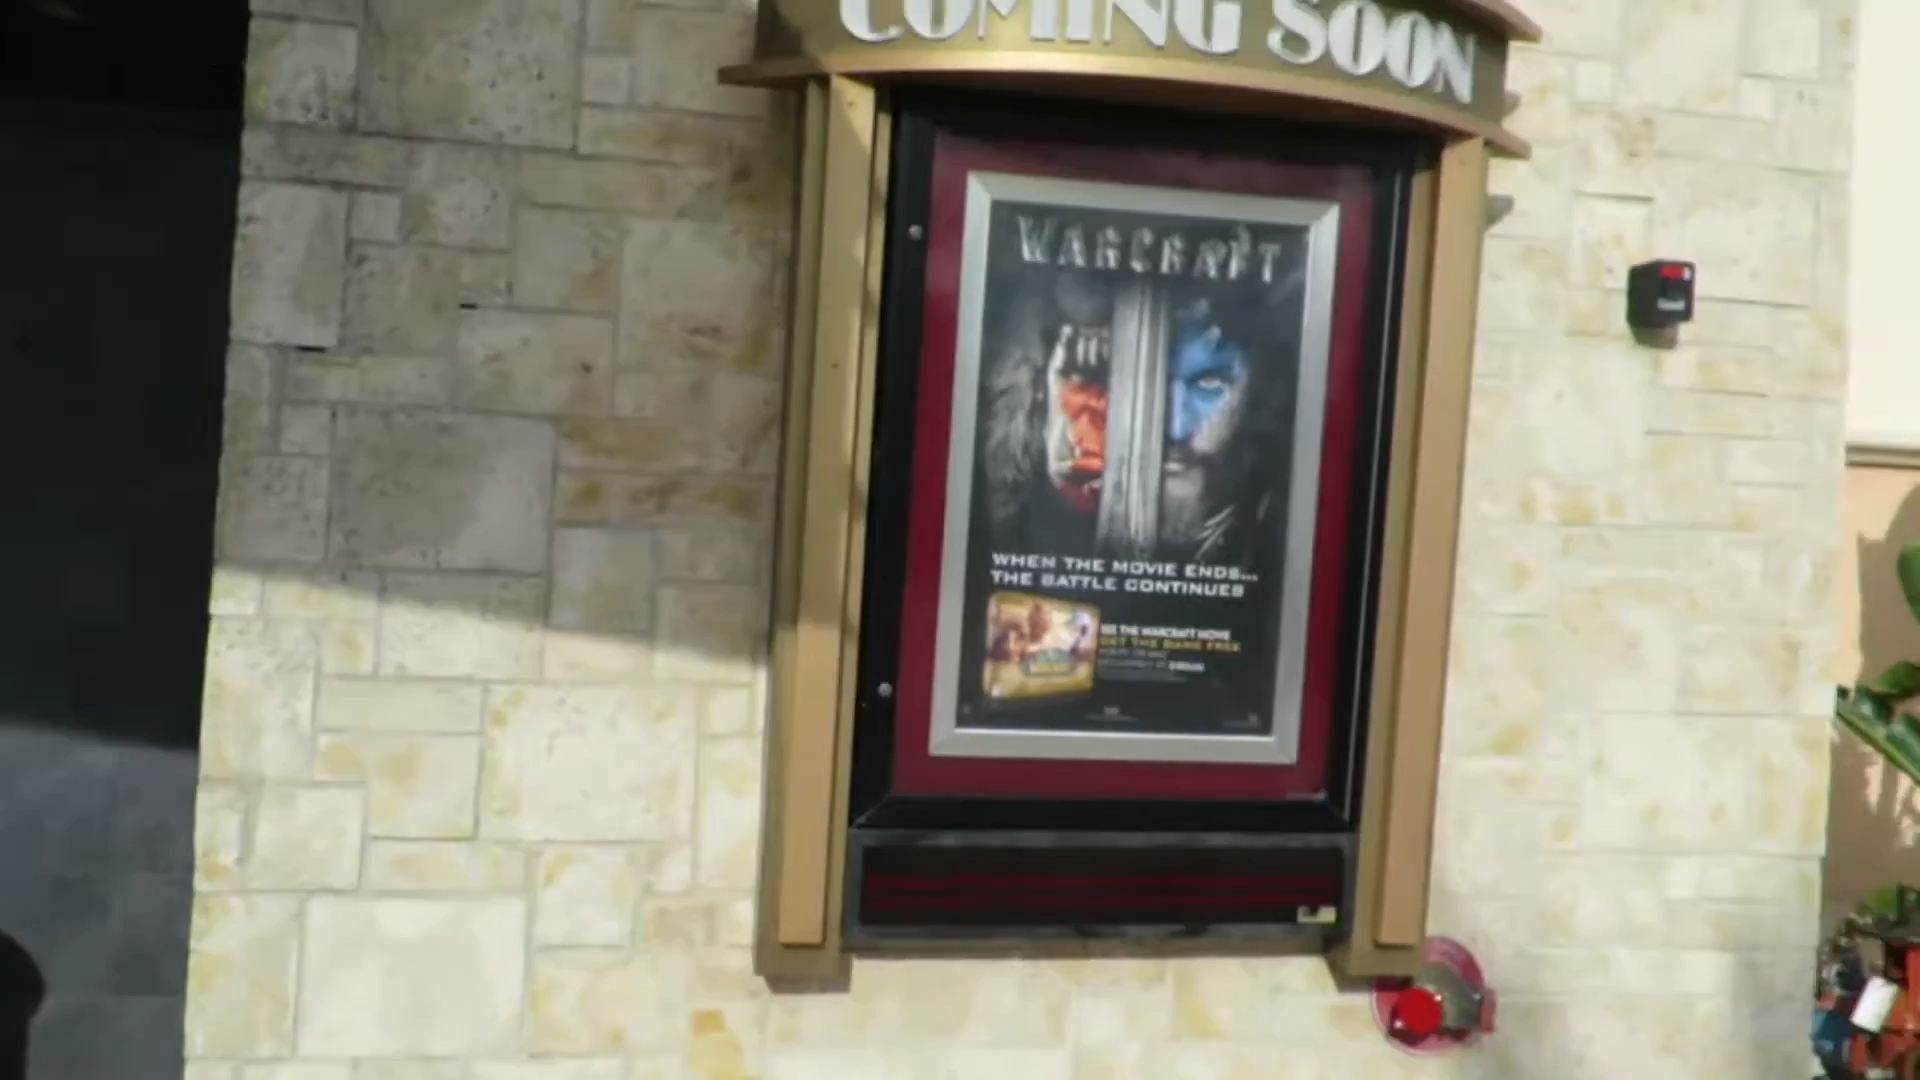 COMING SOON
WARCRAFT
WHEN THE MOVIE ENDS...
THE BATTLE CONTINUES
SEE THE WARCRAFT MOVIE
GET THE GAME FREE